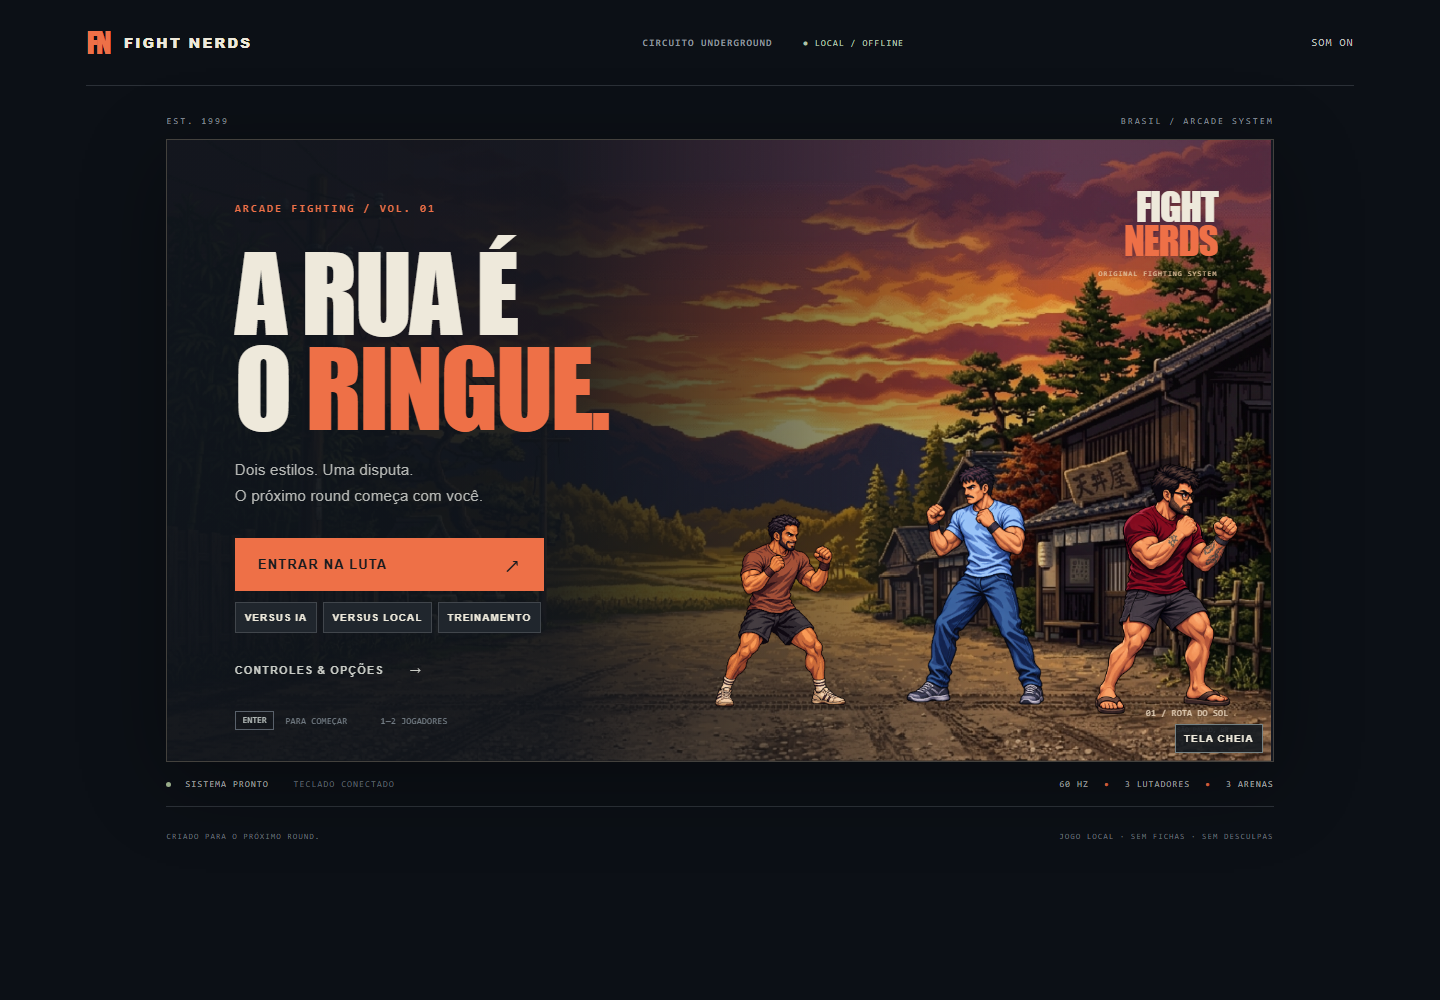 FN FIGHT NERDS
CIRCUITO UNDERGROUND
● LOCAL / OFFLINE
SOM ON
EST. 1999
BRASIL / ARCADE SYSTEM
ARCADE FIGHTING / VOL. 01
A RUA É
O RINGUE.
Dois estilos. Uma disputa.
O próximo round começa com você.
ENTRAR NA LUTA ↗
VERSUS IA
VERSUS LOCAL
TREINAMENTO
CONTROLES & OPÇÕES →
ENTER PARA COMEÇAR
1—2 JOGADORES
FIGHT
NERDS
ORIGINAL FIGHTING SYSTEM
天井屋
01 / ROTA DO SOL
TELA CHEIA
● SISTEMA PRONTO
TECLADO CONECTADO
60 HZ ● 3 LUTADORES ● 3 ARENAS
CRIADO PARA O PRÓXIMO ROUND.
JOGO LOCAL · SEM FICHAS · SEM DESCULPAS